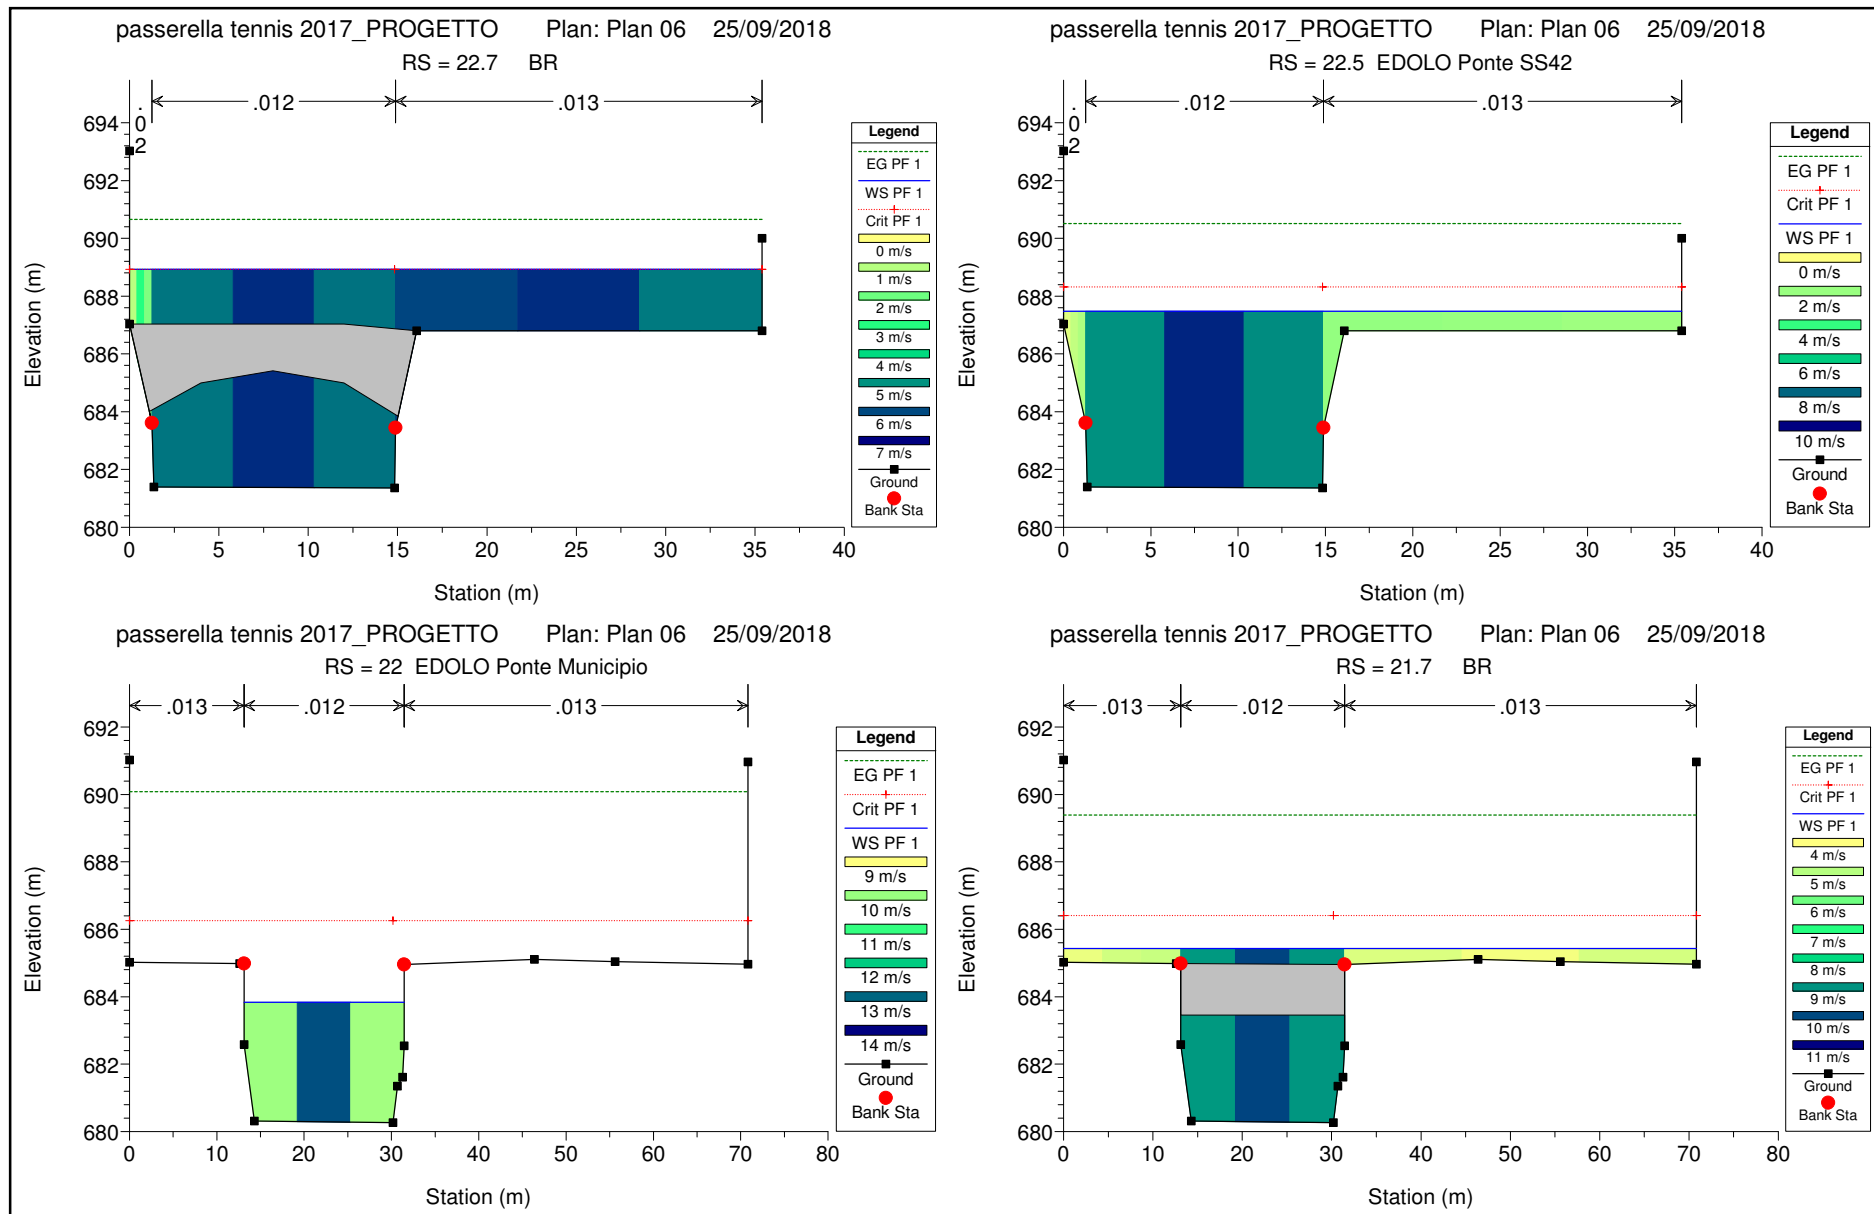 passerella tennis 2017_PROGETTO Plan: Plan 06 25/09/2018
RS = 22.7 BR
.02
.012
.013
694
692
690
688
686
684
682
680
Elevation (m)
0 5 10 15 20 25 30 35 40
Station (m)
Legend
EG PF 1
WS PF 1
Crit PF 1
0 m/s
1 m/s
2 m/s
3 m/s
4 m/s
5 m/s
6 m/s
7 m/s
Ground
Bank Sta
passerella tennis 2017_PROGETTO Plan: Plan 06 25/09/2018
RS = 22.5 EDOLO Ponte SS42
.02
.012
.013
694
692
690
688
686
684
682
680
Elevation (m)
0 5 10 15 20 25 30 35 40
Station (m)
Legend
EG PF 1
Crit PF 1
WS PF 1
0 m/s
2 m/s
4 m/s
6 m/s
8 m/s
10 m/s
Ground
Bank Sta
passerella tennis 2017_PROGETTO Plan: Plan 06 25/09/2018
RS = 22 EDOLO Ponte Municipio
.013
.012
.013
692
690
688
686
684
682
680
Elevation (m)
0 10 20 30 40 50 60 70 80
Station (m)
Legend
EG PF 1
Crit PF 1
WS PF 1
9 m/s
10 m/s
11 m/s
12 m/s
13 m/s
14 m/s
Ground
Bank Sta
passerella tennis 2017_PROGETTO Plan: Plan 06 25/09/2018
RS = 21.7 BR
.013
.012
.013
692
690
688
686
684
682
680
Elevation (m)
0 10 20 30 40 50 60 70 80
Station (m)
Legend
EG PF 1
Crit PF 1
WS PF 1
4 m/s
5 m/s
6 m/s
7 m/s
8 m/s
9 m/s
10 m/s
11 m/s
Ground
Bank Sta